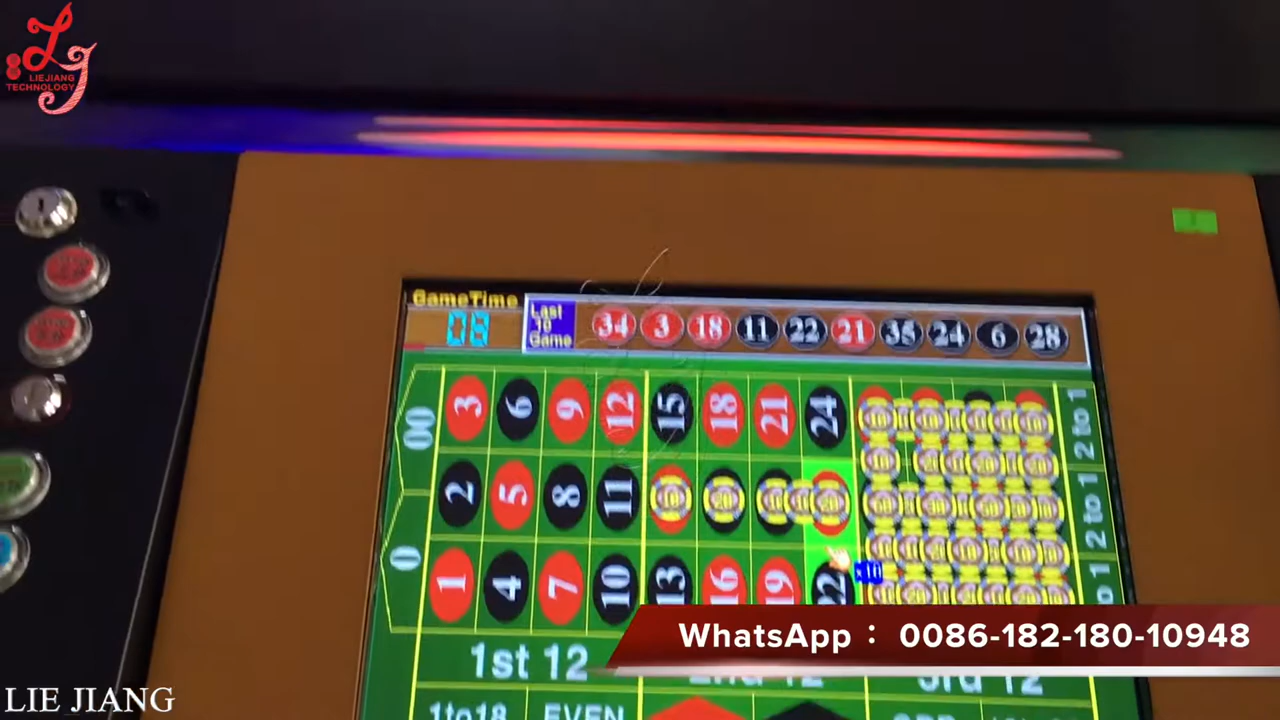 LIEJIANG
TECHNOLOGY
GameTime
08
Last
10
Game
34 3 18 11 22 21 35 24 6 28
00 3 6 9 12 15 18 21 24 2 to 1
2 5 8 11 2 to 1
0 1 4 7 10 13 16 19 22 to 1
1st 12
WhatsApp： 0086-182-180-10948
1to18 EVEN
LIE JIANG